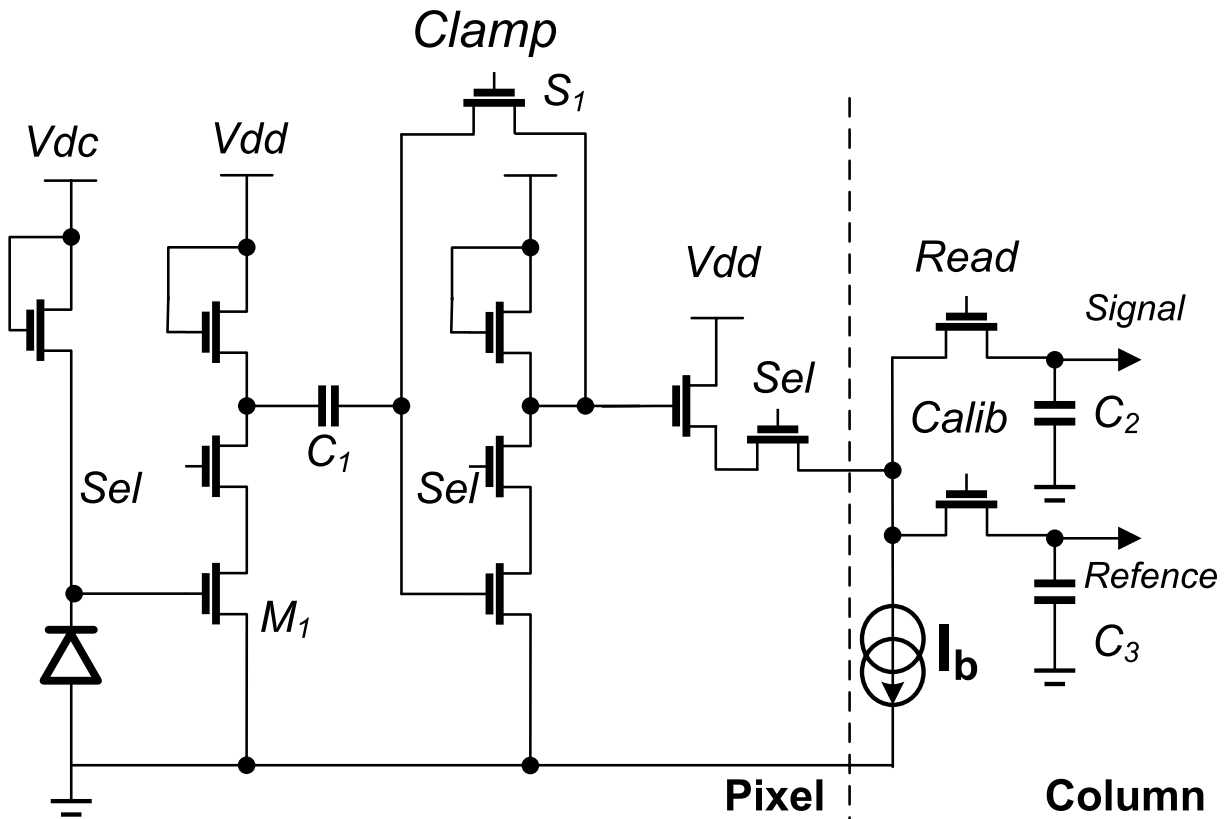 Clamp
S1
Vdc
Vdd
Vdd
Read
Signal
Sel
Calib
C2
C1
Sel
Sel
Refence
M1
Ib
C3
Pixel
Column